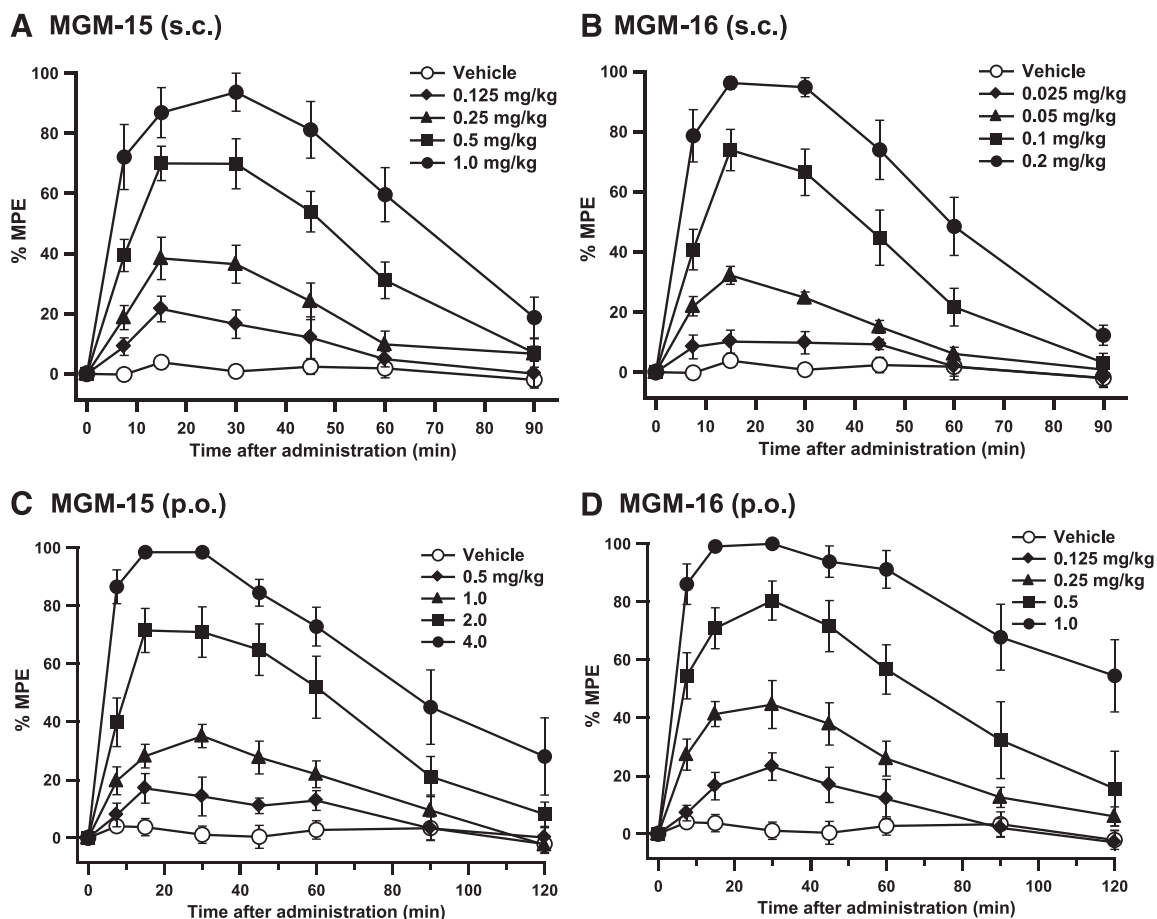 A MGM-15 (s.c.)
% MPE
100
80
60
40
20
0
Vehicle
0.125 mg/kg
0.25 mg/kg
0.5 mg/kg
1.0 mg/kg
0 10 20 30 40 50 60 70 80 90
Time after administration (min)
B MGM-16 (s.c.)
% MPE
100
80
60
40
20
0
Vehicle
0.025 mg/kg
0.05 mg/kg
0.1 mg/kg
0.2 mg/kg
0 10 20 30 40 50 60 70 80 90
Time after administration (min)
C MGM-15 (p.o.)
% MPE
100
80
60
40
20
0
Vehicle
0.5 mg/kg
1.0
2.0
4.0
0 20 40 60 80 100 120
Time after administration (min)
D MGM-16 (p.o.)
% MPE
100
80
60
40
20
0
Vehicle
0.125 mg/kg
0.25 mg/kg
0.5
1.0
0 20 40 60 80 100 120
Time after administration (min)